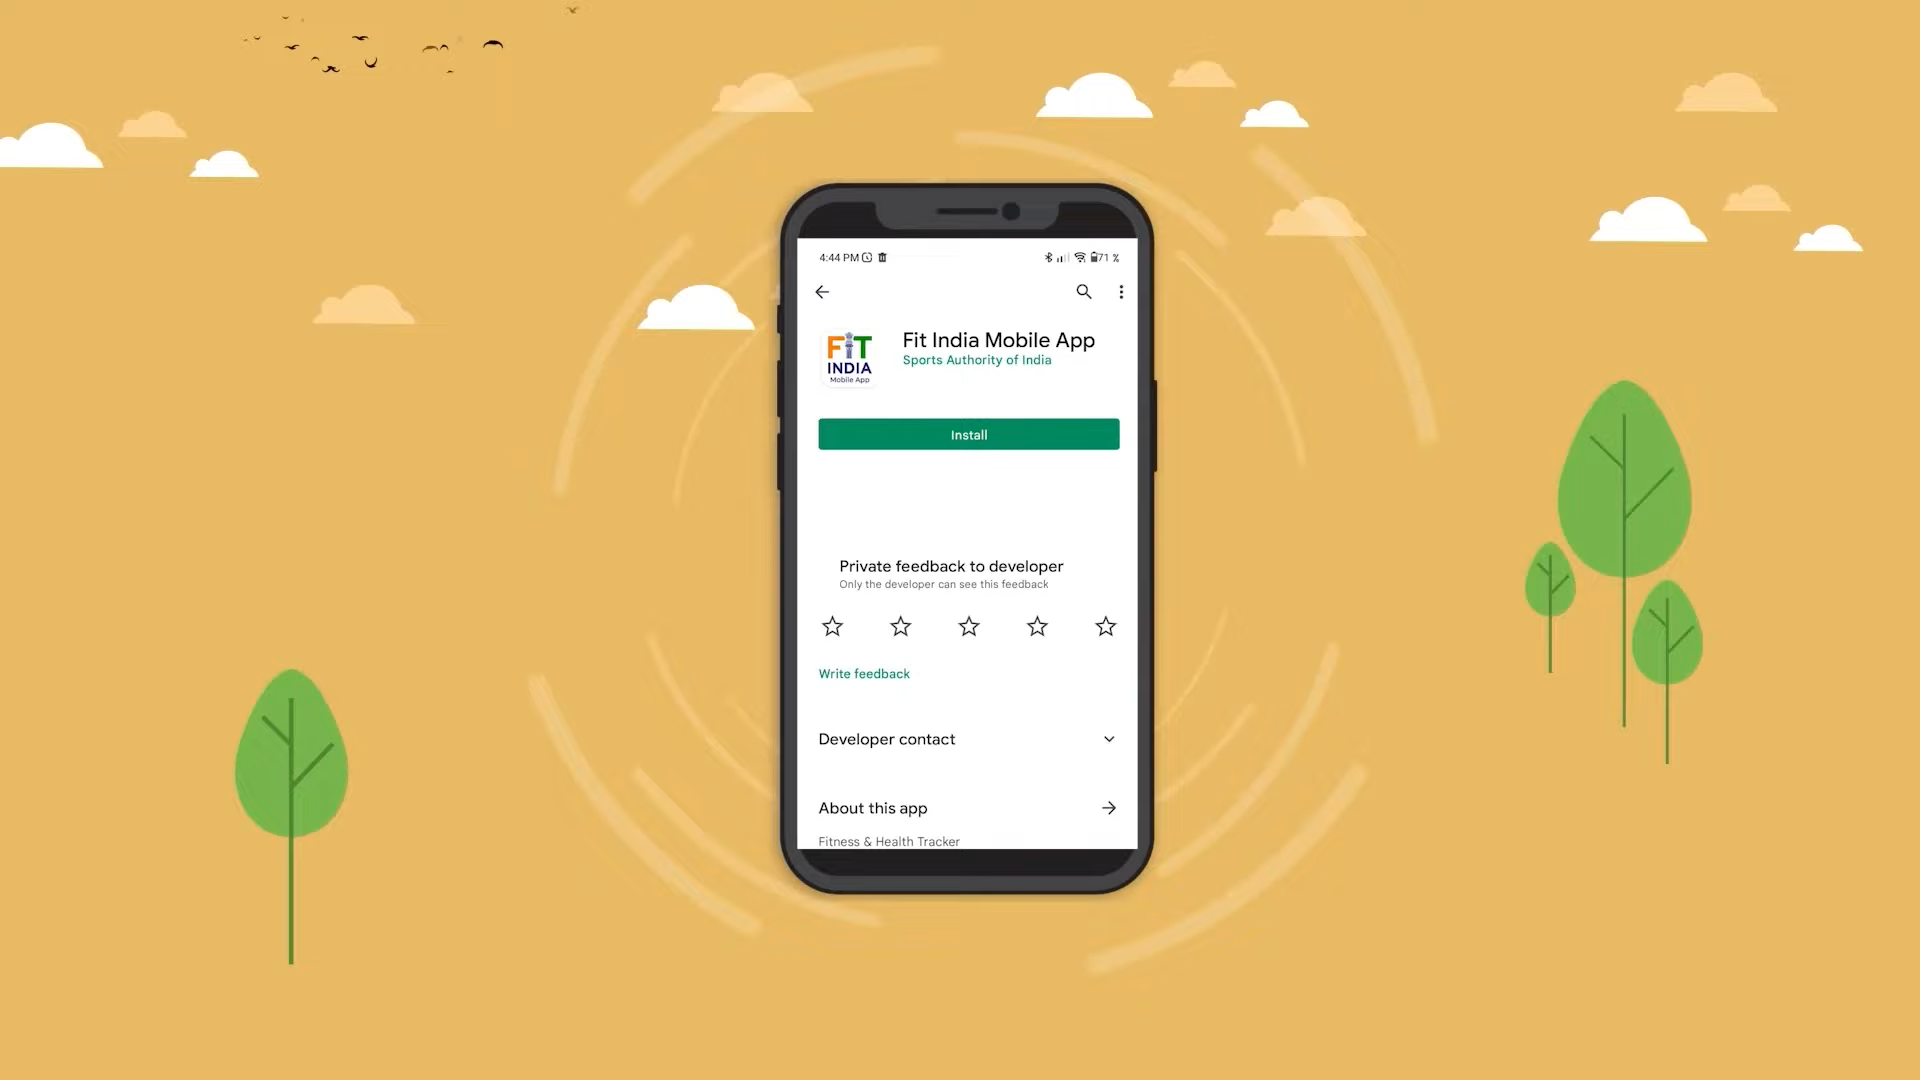 4:44 PM
71 %
FIT
INDIA
Mobile App
Fit India Mobile App
Sports Authority of India
Install
Private feedback to developer
Only the developer can see this feedback
Write feedback
Developer contact
About this app
Fitness & Health Tracker